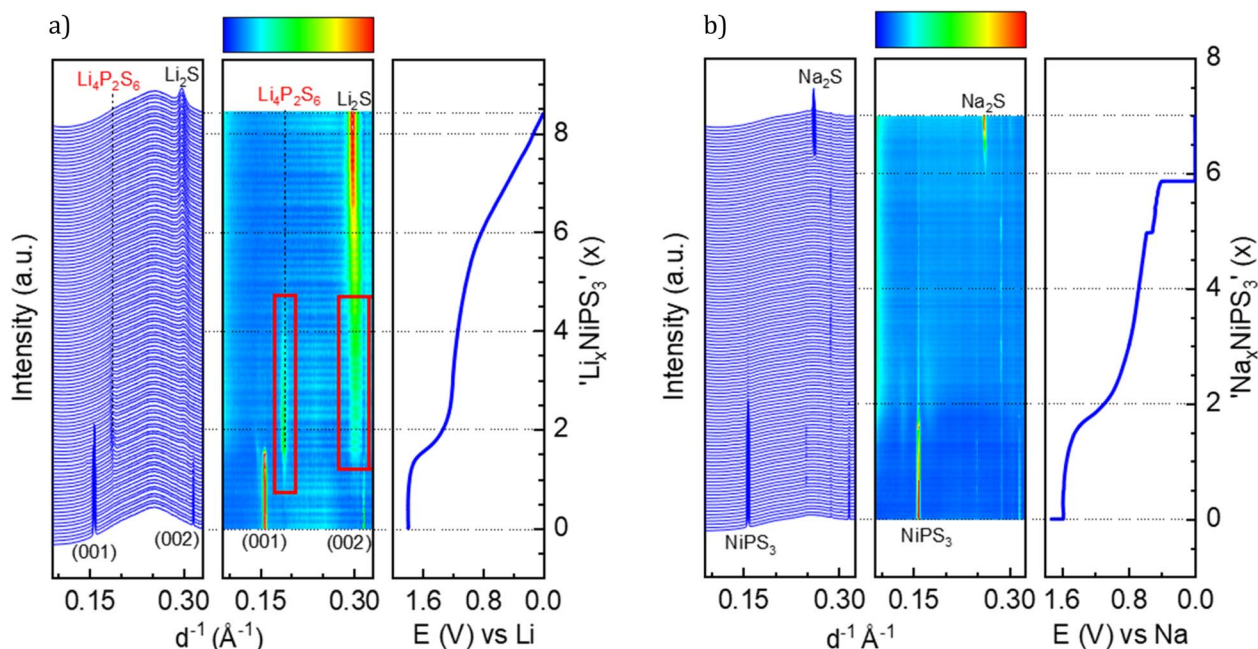 a)
Li₄P₂S₆
Li₂S
Li₄P₂S₆
Li₂S
Intensity (a.u.)
(001)
(002)
(001)
(002)
0.15
0.30
0.15
0.30
d⁻¹ (Å⁻¹)
8
6
4
2
0
'LiₓNiPS₃' (x)
1.6
0.8
0.0
E (V) vs Li
b)
Na₂S
Na₂S
Intensity (a.u.)
NiPS₃
NiPS₃
0.15
0.30
0.15
0.30
d⁻¹ Å⁻¹
8
6
4
2
0
'NaₓNiPS₃' (x)
1.6
0.8
0.0
E (V) vs Na